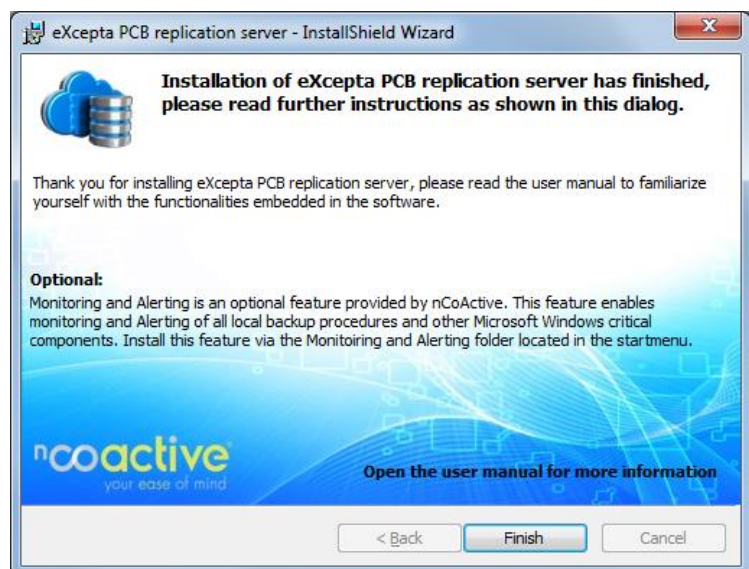 eXcepta PCB replication server - InstallShield Wizard
Installation of eXcepta PCB replication server has finished,
please read further instructions as shown in this dialog.
Thank you for installing eXcepta PCB replication server, please read the user manual to familiarize
yourself with the functionalities embedded in the software.
Optional:
Monitoring and Alerting is an optional feature provided by nCoActive. This feature enables
monitoring and Alerting of all local backup procedures and other Microsoft Windows critical
components. Install this feature via the Monitoiring and Alerting folder located in the startmenu.
ncoactive
your ease of mind
Open the user manual for more information
< Back Finish Cancel